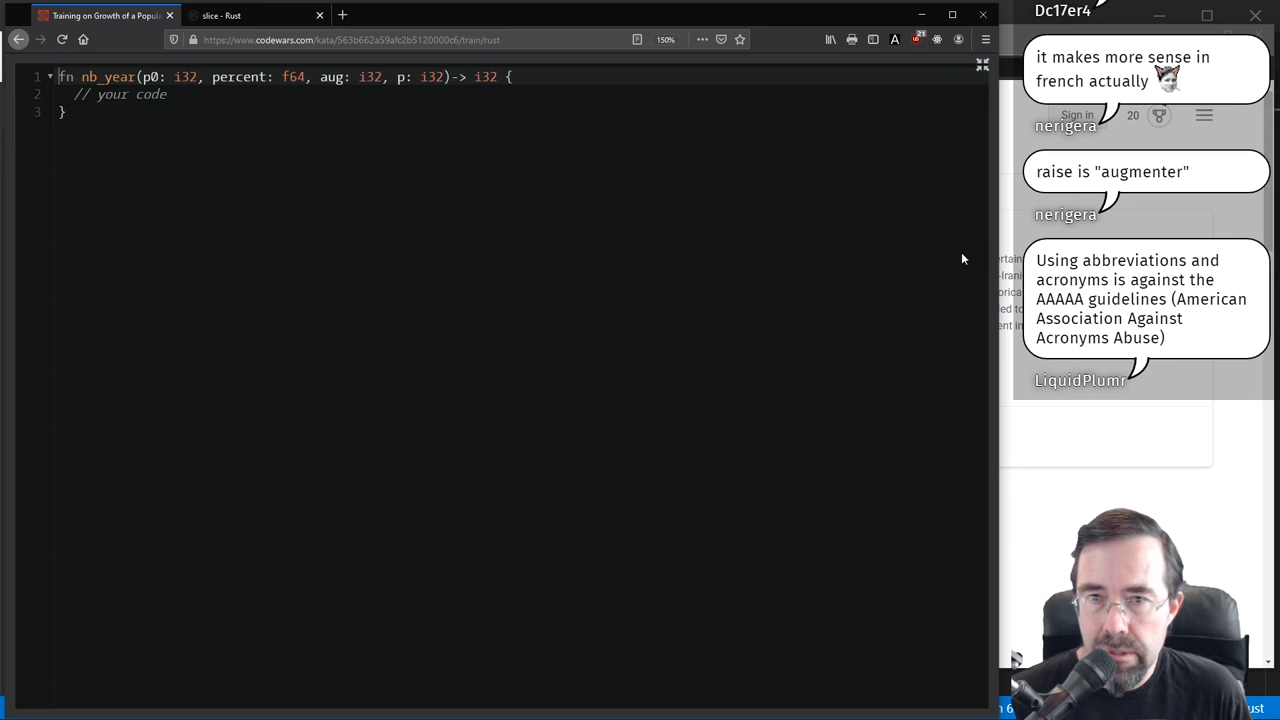 Training on Growth of a Popula
slice - Rust
https://www.codewars.com/kata/563b662a59afc2b5120000c6/train/rust
150%
21
1 fn nb_year(p0: i32, percent: f64, aug: i32, p: i32)-> i32 {
2 // your code
3 }
Dc17er4
it makes more sense in
french actually
nerigera
Sign in
20
raise is "augmenter"
nerigera
Using abbreviations and
acronyms is against the
AAAAA guidelines (American
Association Against
Acronyms Abuse)
LiquidPlumr